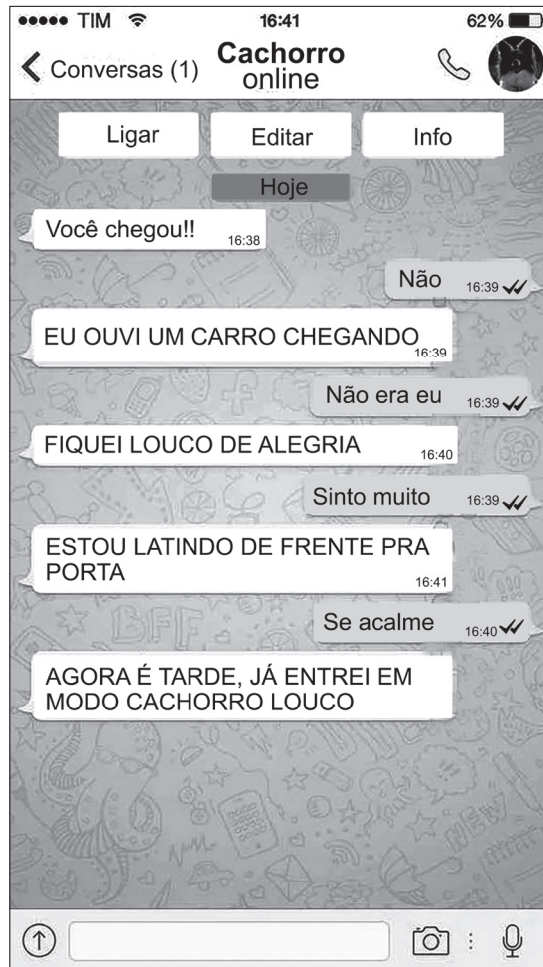 TIM 16:41 62%
Conversas (1) Cachorro
online
Ligar Editar Info
Hoje
Você chegou!! 16:38
Não 16:39
EU OUVI UM CARRO CHEGANDO 16:39
Não era eu 16:39
FIQUEI LOUCO DE ALEGRIA 16:40
Sinto muito 16:39
ESTOU LATINDO DE FRENTE PRA
PORTA 16:41
Se acalme 16:40
AGORA É TARDE, JÁ ENTREI EM
MODO CACHORRO LOUCO
BFF
NEW